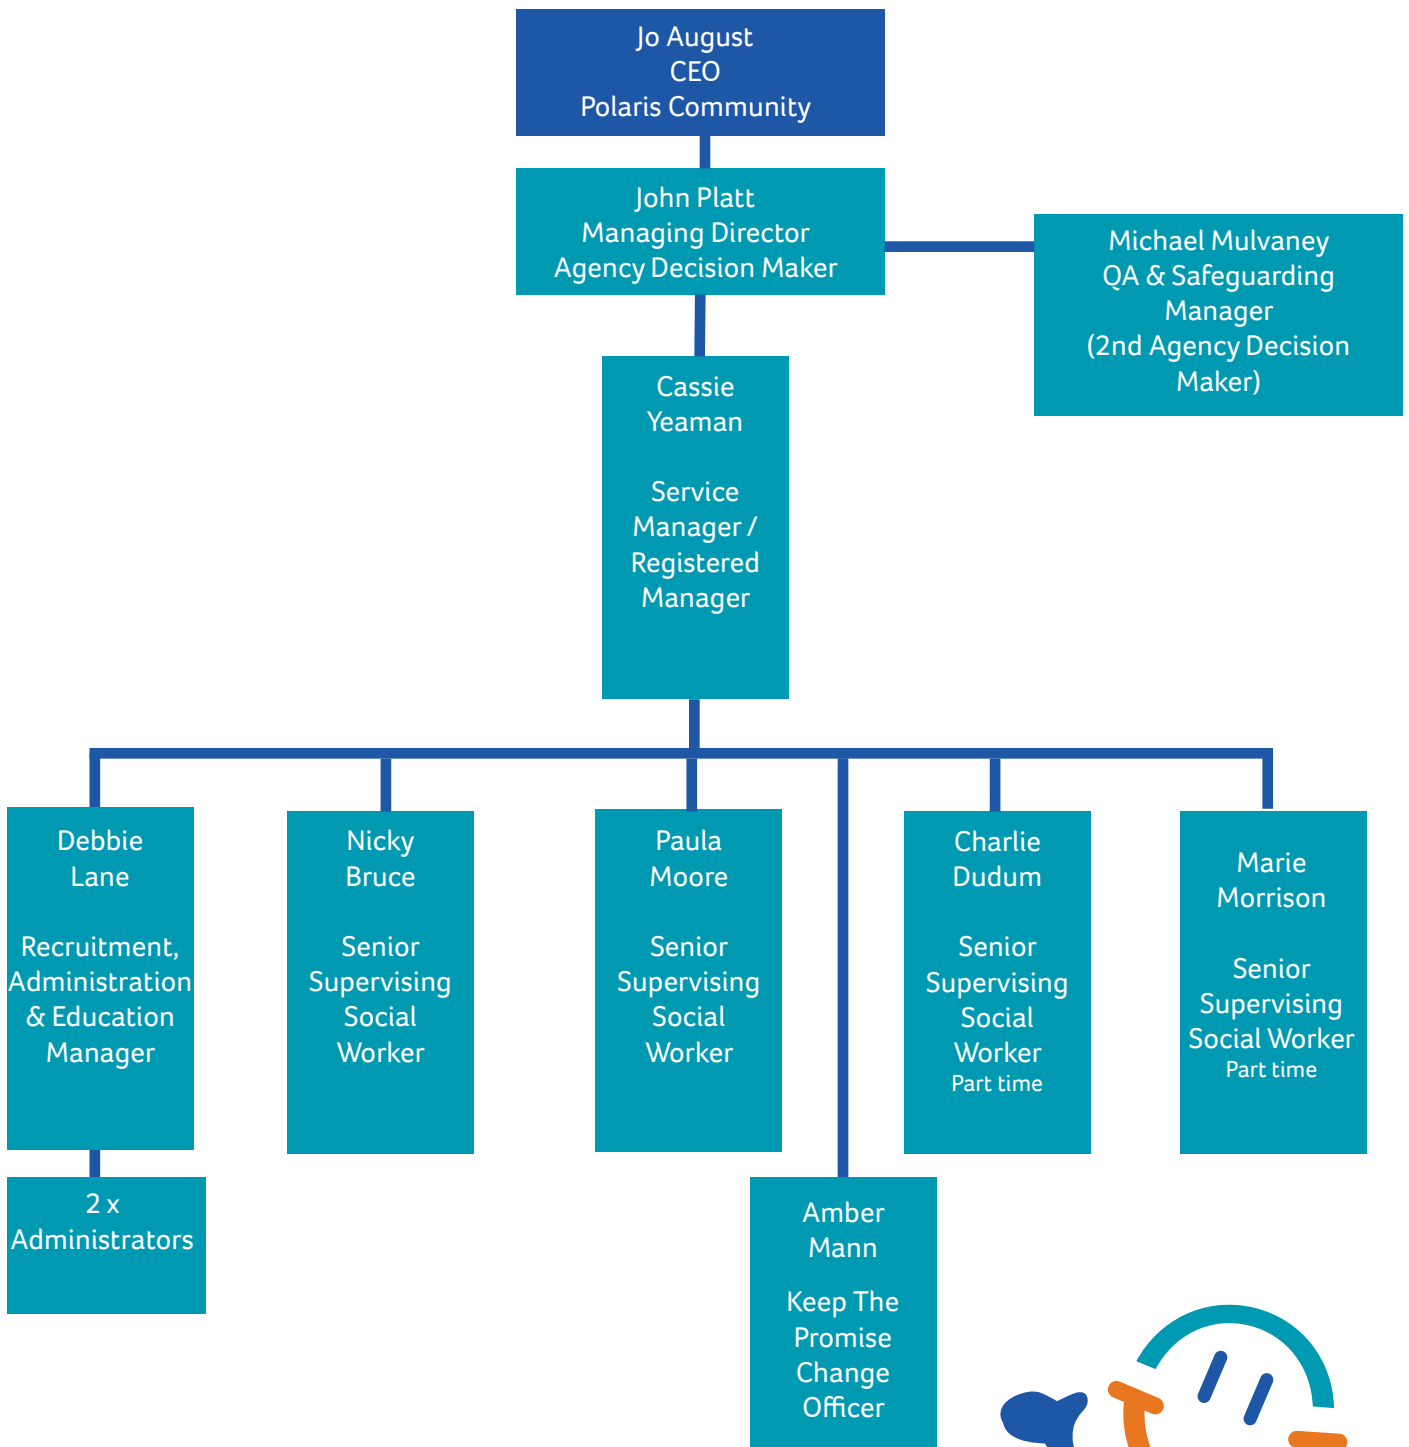 Jo August
CEO
Polaris Community
John Platt
Managing Director
Agency Decision Maker
Michael Mulvaney
QA & Safeguarding
Manager
(2nd Agency Decision
Maker)
Cassie
Yeaman
Service
Manager /
Registered
Manager
Debbie
Lane
Recruitment,
Administration
& Education
Manager
Nicky
Bruce
Senior
Supervising
Social
Worker
Paula
Moore
Senior
Supervising
Social
Worker
Charlie
Dudum
Senior
Supervising
Social
Worker
Part time
Marie
Morrison
Senior
Supervising
Social Worker
Part time
2 x
Administrators
Amber
Mann
Keep The
Promise
Change
Officer